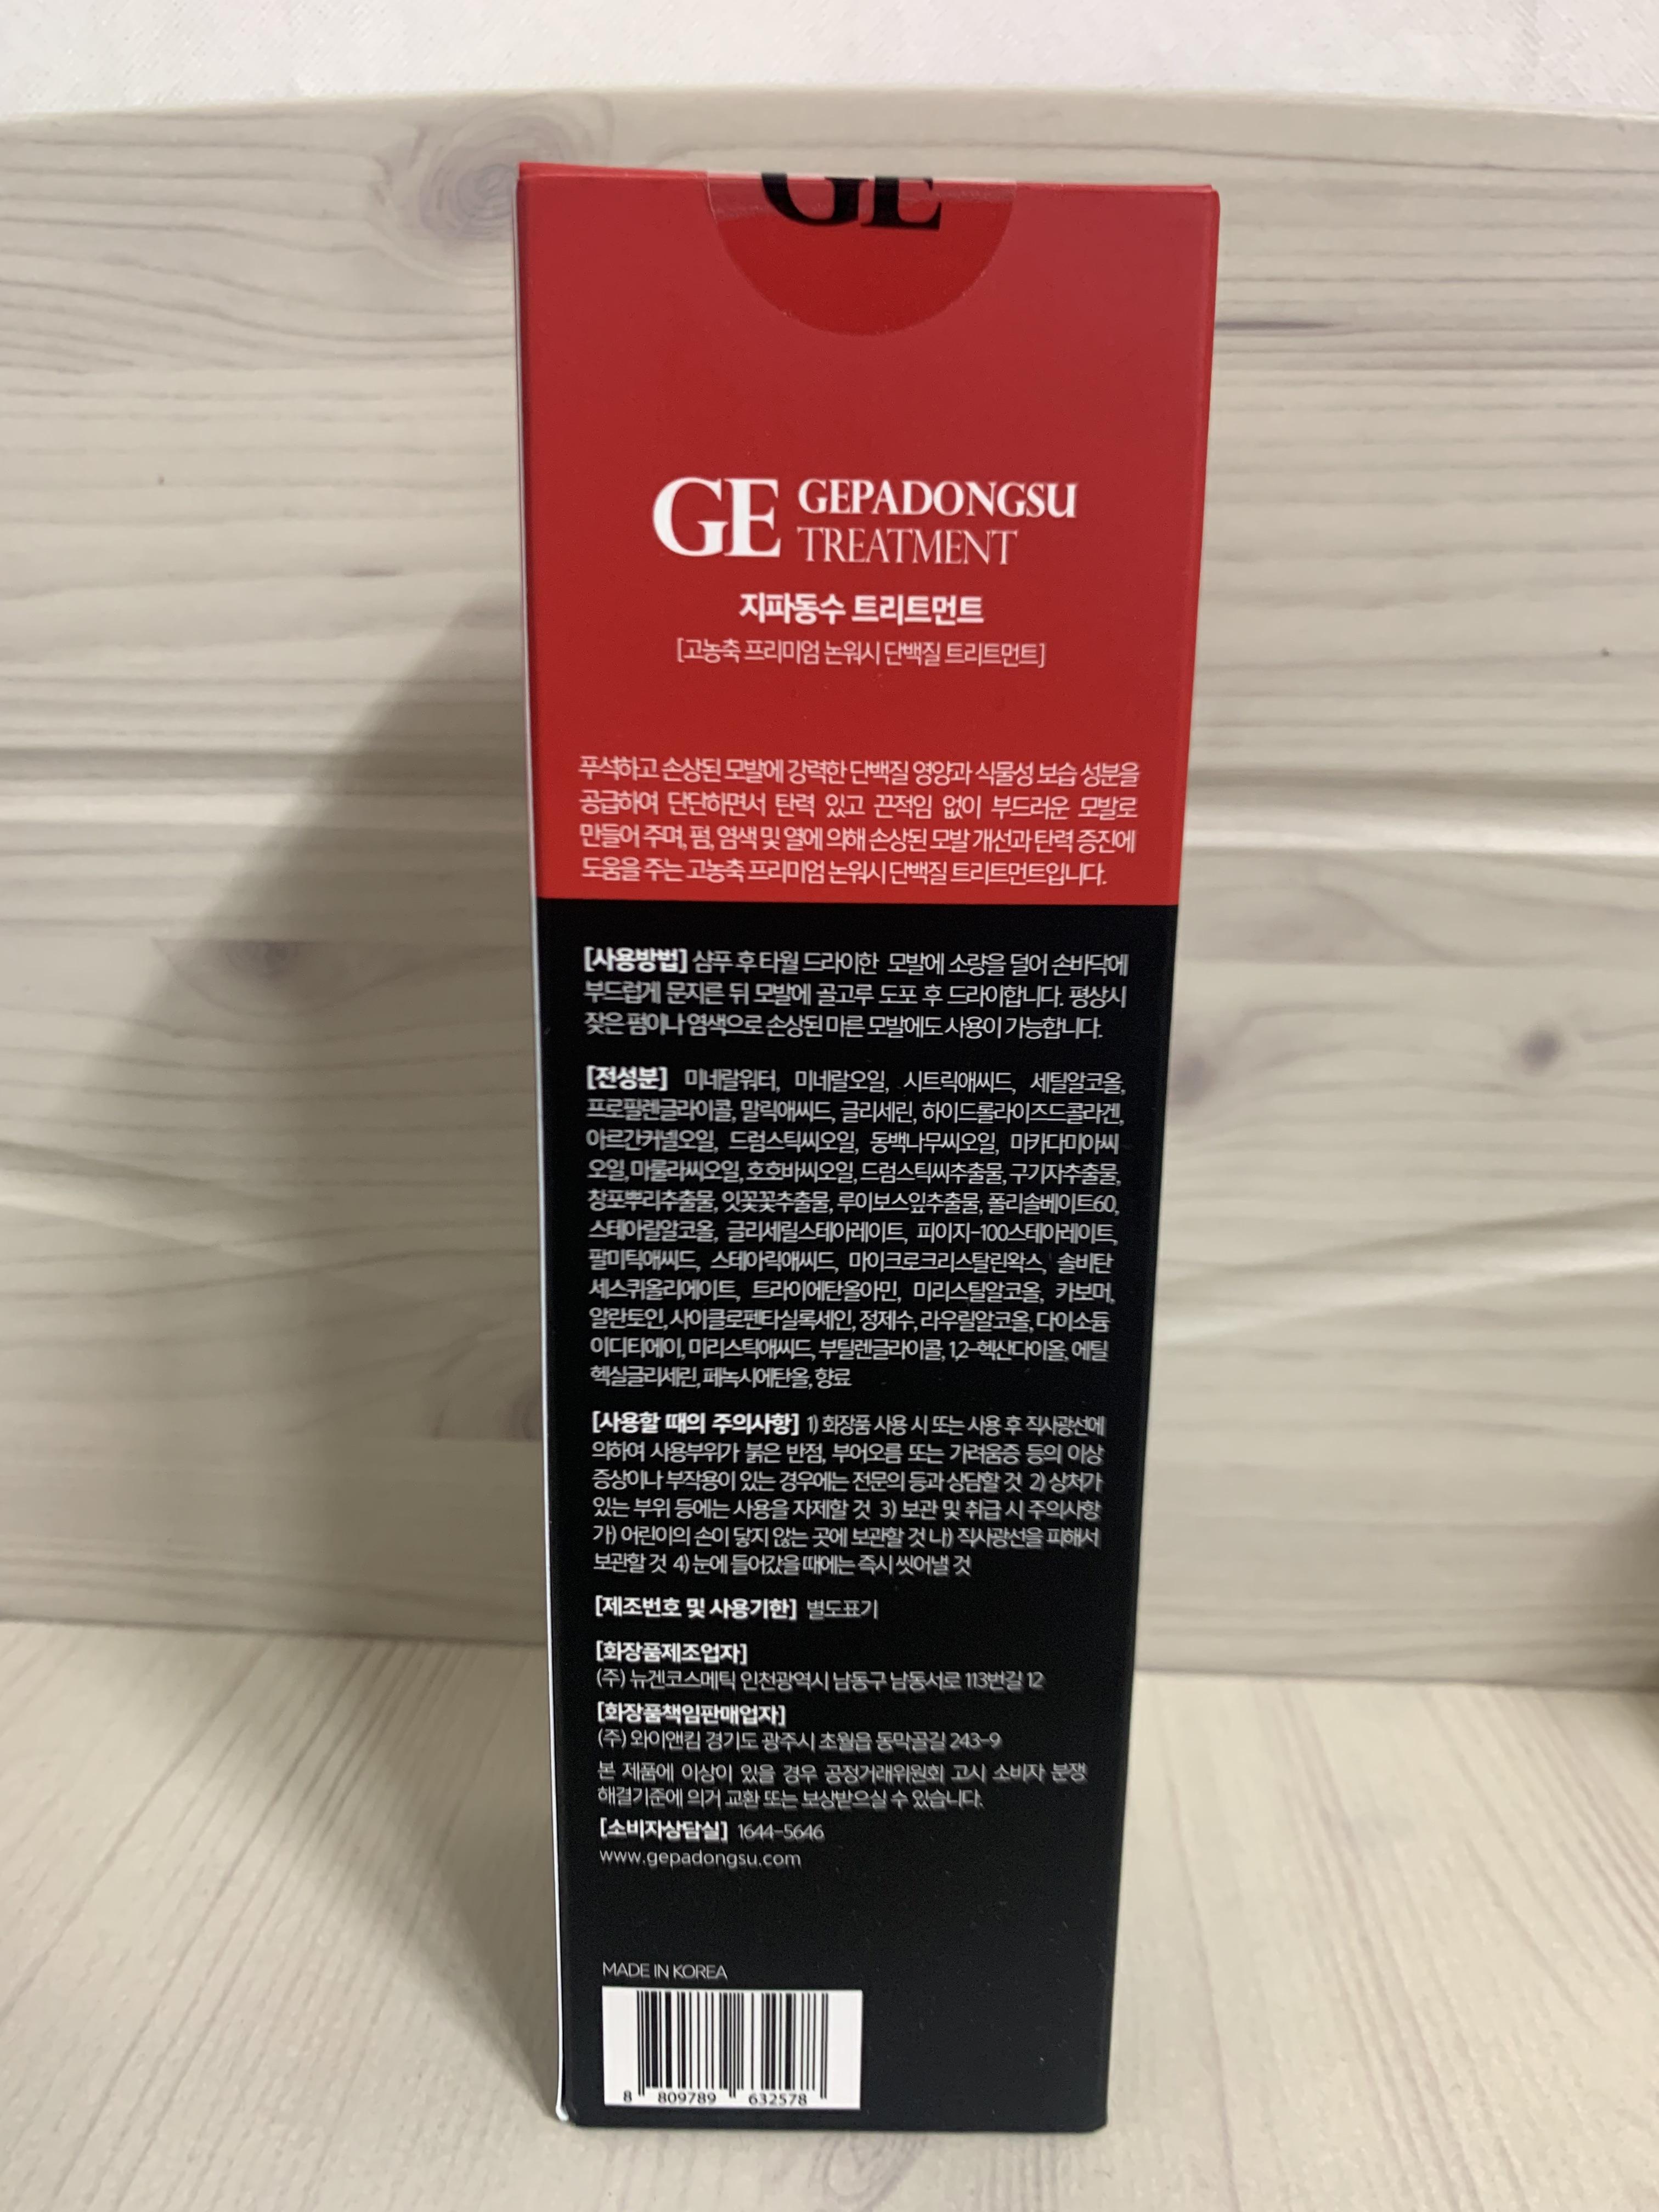 GE
GE GEPADONGSU
TREATMENT
지파동수 트리트먼트
[고농축 프리미엄 논워시 단백질 트리트먼트]
푸석하고 손상된 모발에 강력한 단백질 영양과 식물성 보습 성분을
공급하여 단단하면서 탄력 있고 끈적임 없이 부드러운 모발로
만들어 주며, 펌, 염색 및 열에 의해 손상된 모발 개선과 탄력 증진에
도움을 주는 고농축 프리미엄 논워시 단백질 트리트먼트입니다.
[사용방법] 샴푸 후 타월 드라이한 모발에 소량을 덜어 손바닥에
부드럽게 문지른 뒤 모발에 골고루 도포 후 드라이합니다. 평상시
잦은 펌이나 염색으로 손상된 마른 모발에도 사용이 가능합니다.
[전성분] 미네랄워터, 미네랄오일, 시트릭애씨드, 세틸알코올,
프로필렌글라이콜, 말릭애씨드, 글리세린, 하이드롤라이즈드콜라겐,
아르간커넬오일, 드럼스틱씨오일, 동백나무씨오일, 마카다미아씨
오일, 마룰라씨오일, 호호바씨오일, 드럼스틱씨추출물, 구기자추출물,
창포뿌리추출물, 잇꽃꽃추출물, 루이보스잎추출물, 폴리솔베이트60,
스테아릴알코올, 글리세릴스테아레이트, 피이지-100스테아레이트,
팔미틱애씨드, 스테아릭애씨드, 마이크로크리스탈린왁스, 솔비탄
세스퀴올리에이트, 트라이에탄올아민, 미리스틸알코올, 카보머,
알란토인, 사이클로펜타실록세인, 정제수, 라우릴알코올, 다이소듐
이디티에이, 미리스틱애씨드, 부틸렌글라이콜, 1,2-헥산다이올, 에틸
헥실글리세린, 페녹시에탄올, 향료
[사용할 때의 주의사항] 1) 화장품 사용 시 또는 사용 후 직사광선에
의하여 사용부위가 붉은 반점, 부어오름 또는 가려움증 등의 이상
증상이나 부작용이 있는 경우에는 전문의 등과 상담할 것 2) 상처가
있는 부위 등에는 사용을 자제할 것 3) 보관 및 취급 시 주의사항
가) 어린이의 손이 닿지 않는 곳에 보관할 것 나) 직사광선을 피해서
보관할 것 4) 눈에 들어갔을 때에는 즉시 씻어낼 것
[제조번호 및 사용기한] 별도표기
[화장품제조업자]
(주) 뉴겐코스메틱 인천광역시 남동구 남동서로 113번길 12
[화장품책임판매업자]
(주) 와이앤킴 경기도 광주시 초월읍 동막골길 243-9
본 제품에 이상이 있을 경우 공정거래위원회 고시 소비자 분쟁
해결기준에 의거 교환 또는 보상받으실 수 있습니다.
[소비자상담실] 1644-5646
www.gepadongsu.com
MADE IN KOREA
8 809789 632578